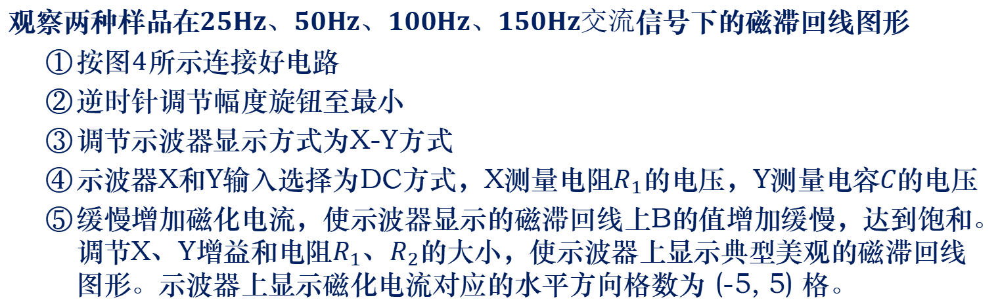 观察两种样品在25Hz、50Hz、100Hz、150Hz交流信号下的磁滞回线图形
①按图4所示连接好电路
②逆时针调节幅度旋钮至最小
③调节示波器显示方式为X-Y方式
④示波器X和Y输入选择为DC方式，X测量电阻R₁的电压，Y测量电容C的电压
⑤缓慢增加磁化电流，使示波器显示的磁滞回线上B的值增加缓慢，达到饱和。
调节X、Y增益和电阻R₁、R₂的大小，使示波器上显示典型美观的磁滞回线
图形。示波器上显示磁化电流对应的水平方向格数为 (-5, 5) 格。